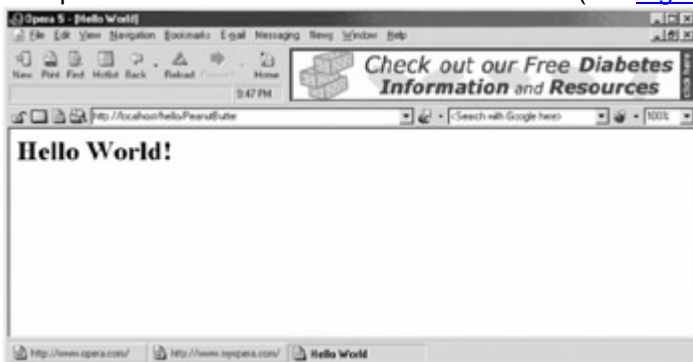 Opera 5 - [Hello World]
File Edit View Navigation Bookmarks E-mail Messaging News Window Help
New Print Find Hotlist Back Reload Forward Home
Check out our Free Diabetes
Information and Resources
click here
9:47 PM
http://localhost/hello/PeanutButter <Search with Google here> 100%
Hello World!
http://www.opera.com/ http://www.myopera.com/ Hello World